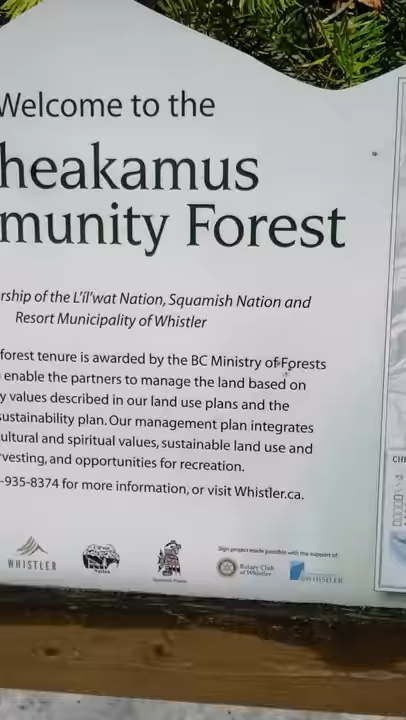 Welcome to the
heakamus
munity Forest
rship of the L'il'wat Nation, Squamish Nation and
Resort Municipality of Whistler
forest tenure is awarded by the BC Ministry of Forests
enable the partners to manage the land based on
y values described in our land use plans and the
sustainability plan. Our management plan integrates
ultural and spiritual values, sustainable land use and
vesting, and opportunities for recreation.
-935-8374 for more information, or visit Whistler.ca.
Sign project made possible with the support of:
WHISTLER
Rotary Club
of Whistler
WHISTLER
CHE